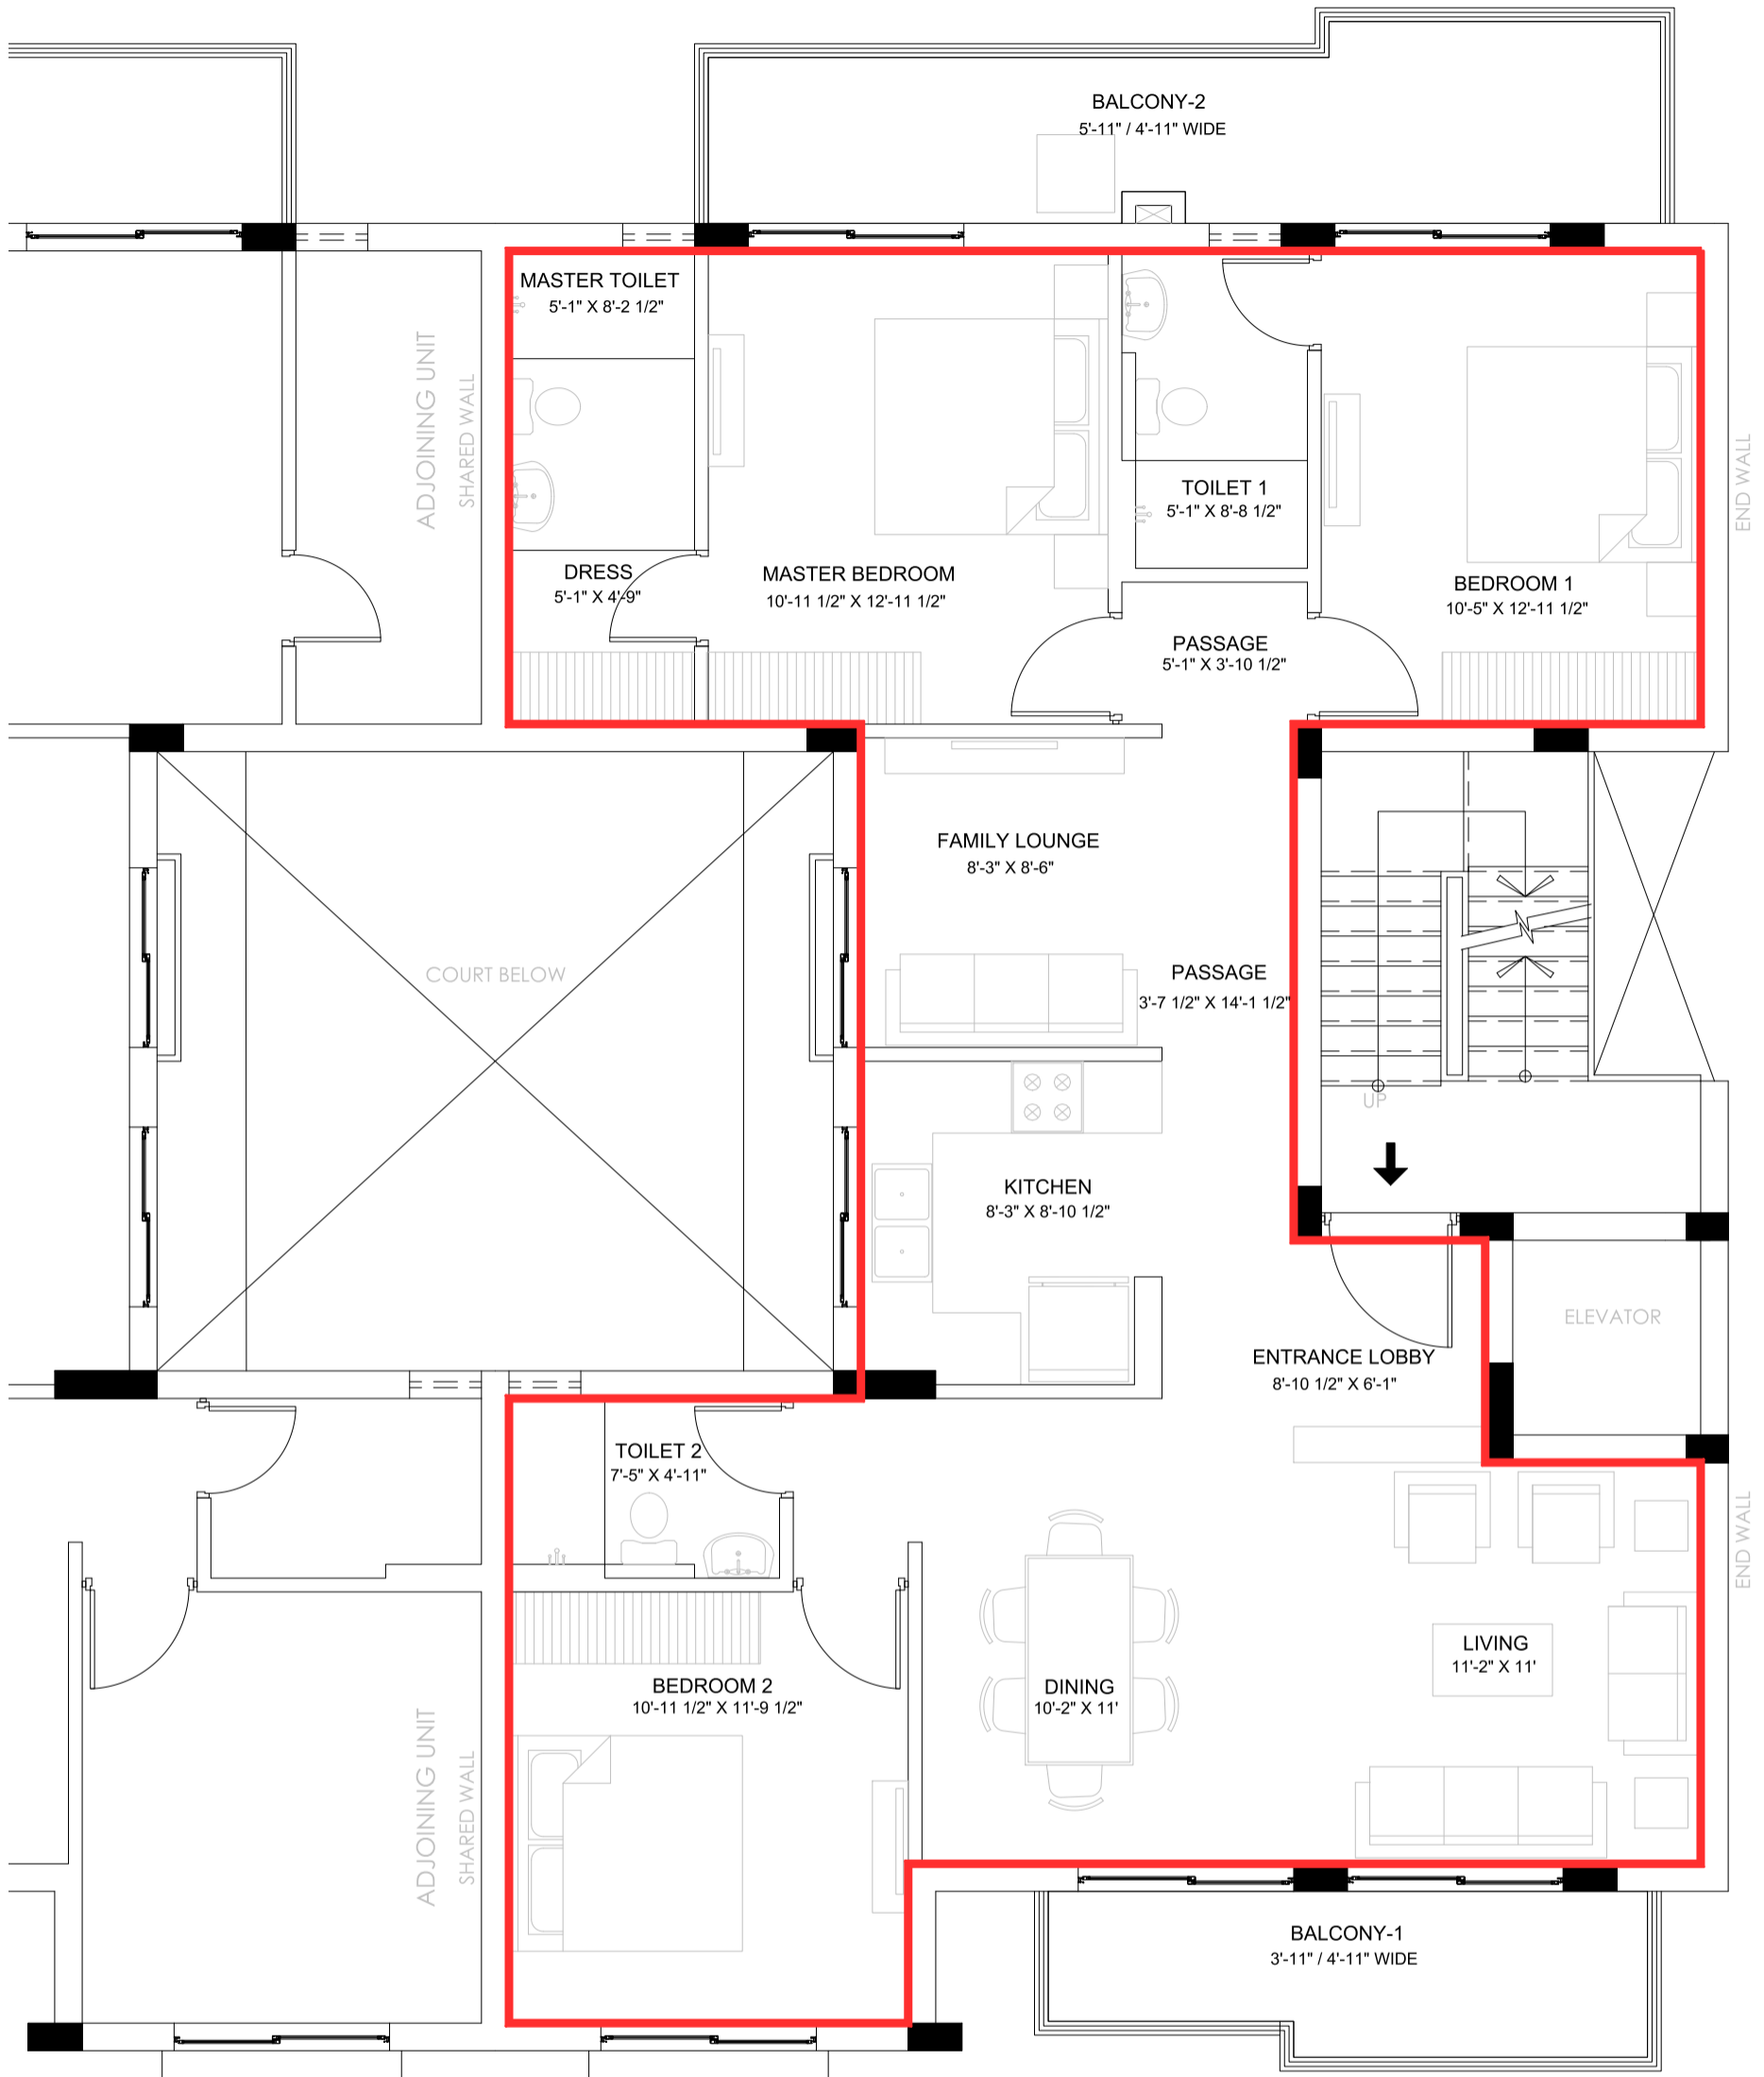 BALCONY-2
5'-11" / 4'-11" WIDE
MASTER TOILET
5'-1" X 8'-2 1/2"
ADJOINING UNIT
SHARED WALL
END WALL
TOILET 1
5'-1" X 8'-8 1/2"
DRESS
5'-1" X 4'-9"
MASTER BEDROOM
10'-11 1/2" X 12'-11 1/2"
BEDROOM 1
10'-5" X 12'-11 1/2"
PASSAGE
5'-1" X 3'-10 1/2"
FAMILY LOUNGE
8'-3" X 8'-6"
COURT BELOW
PASSAGE
3'-7 1/2" X 14'-1 1/2"
UP
KITCHEN
8'-3" X 8'-10 1/2"
ELEVATOR
ENTRANCE LOBBY
8'-10 1/2" X 6'-1"
TOILET 2
7'-5" X 4'-11"
END WALL
LIVING
11'-2" X 11'
BEDROOM 2
10'-11 1/2" X 11'-9 1/2"
DINING
10'-2" X 11'
ADJOINING UNIT
SHARED WALL
BALCONY-1
3'-11" / 4'-11" WIDE